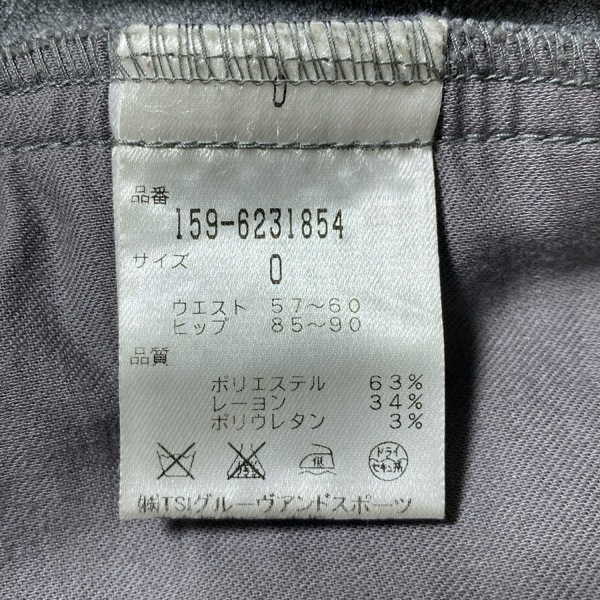 0
品番
159-6231854
サイズ
0
ウエスト 57～60
ヒップ 85～90
品質
ポリエステル 63%
レーヨン 34%
ポリウレタン 3%
低 ドライ
セキユ系
㈱TSIグルーヴアンドスポーツ